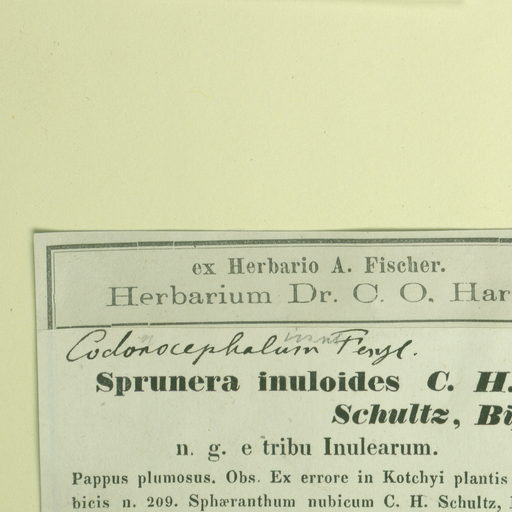 ex Herbario A. Fischer.
Herbarium Dr. C. O. Har
Codonocephalum Fenzl.
Sprunera inuloides C. H.
Schultz, Bi
n. g. e tribu Inulearum.
Pappus plumosus. Obs. Ex errore in Kotchyi plantis
bicis n. 209. Sphæranthum nubicum C. H. Schultz,